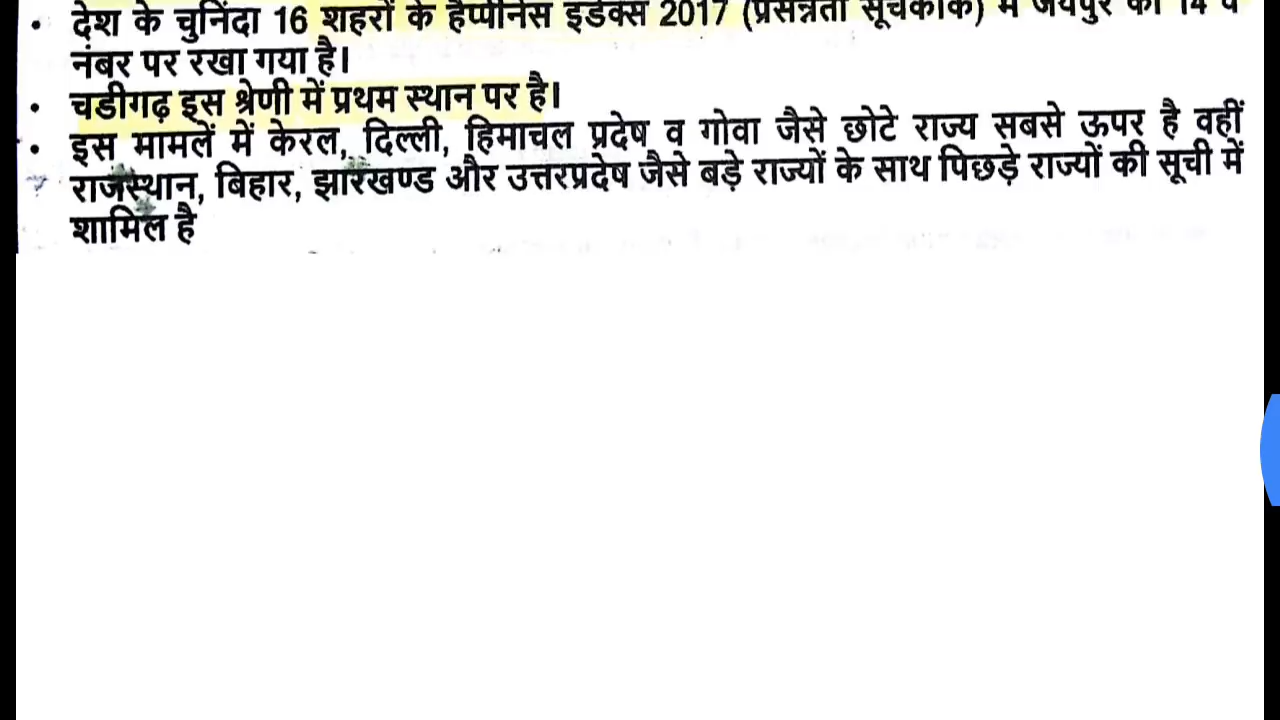 • देश के चुनिंदा 16 शहरों के हैप्पीनेस इंडेक्स 2017 (प्रसन्नता सूचकांक) में जयपुर को 14 वें
नंबर पर रखा गया है।
• चडीगढ़ इस श्रेणी में प्रथम स्थान पर है।
• इस मामलें में केरल, दिल्ली, हिमाचल प्रदेष व गोवा जैसे छोटे राज्य सबसे ऊपर है वहीं
राजस्थान, बिहार, झारखण्ड और उत्तरप्रदेष जैसे बड़े राज्यों के साथ पिछड़े राज्यों की सूची में
शामिल है